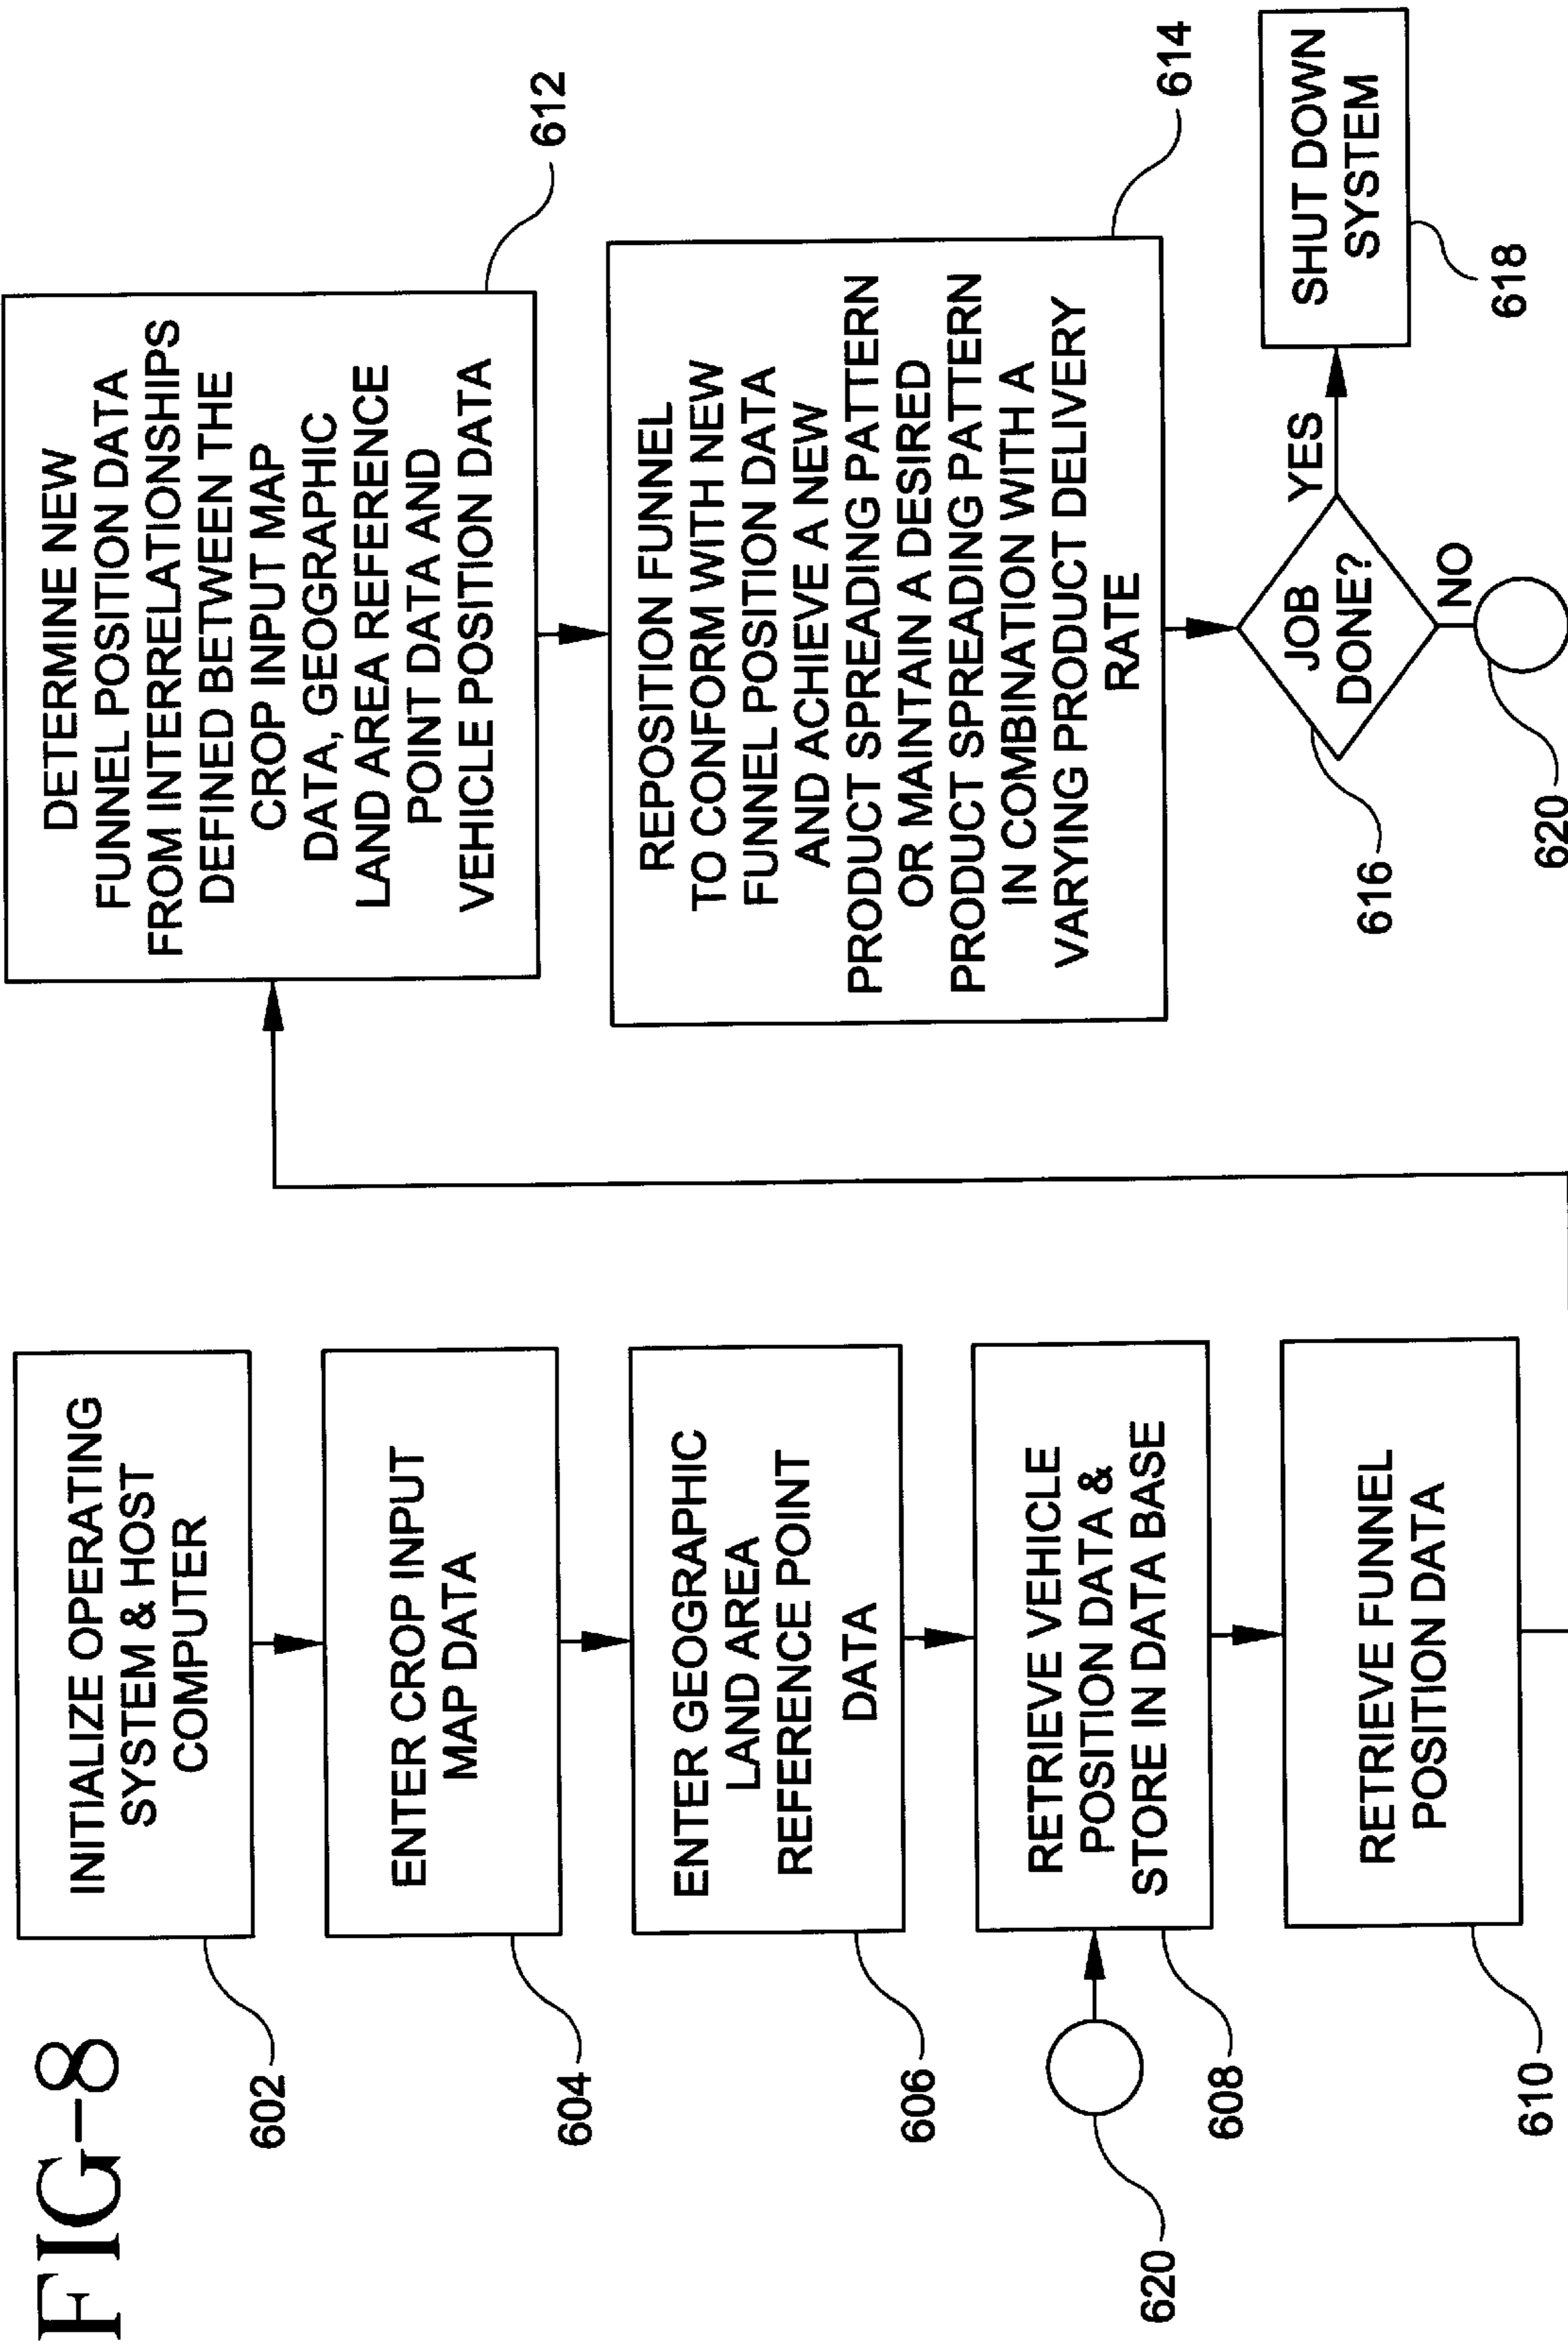 FIG-8
INITIALIZE OPERATING
SYSTEM & HOST
COMPUTER
602
ENTER CROP INPUT
MAP DATA
604
ENTER GEOGRAPHIC
LAND AREA
REFERENCE POINT
DATA
606
620
RETRIEVE VEHICLE
POSITION DATA &
STORE IN DATA BASE
608
RETRIEVE FUNNEL
POSITION DATA
610
DETERMINE NEW
FUNNEL POSITION DATA
FROM INTERRELATIONSHIPS
DEFINED BETWEEN THE
CROP INPUT MAP
DATA, GEOGRAPHIC
LAND AREA REFERENCE
POINT DATA AND
VEHICLE POSITION DATA
612
REPOSITION FUNNEL
TO CONFORM WITH NEW
FUNNEL POSITION DATA
AND ACHIEVE A NEW
PRODUCT SPREADING PATTERN
OR MAINTAIN A DESIRED
PRODUCT SPREADING PATTERN
IN COMBINATION WITH A
VARYING PRODUCT DELIVERY
RATE
614
JOB
DONE?
616
YES
SHUT DOWN
SYSTEM
618
NO
620